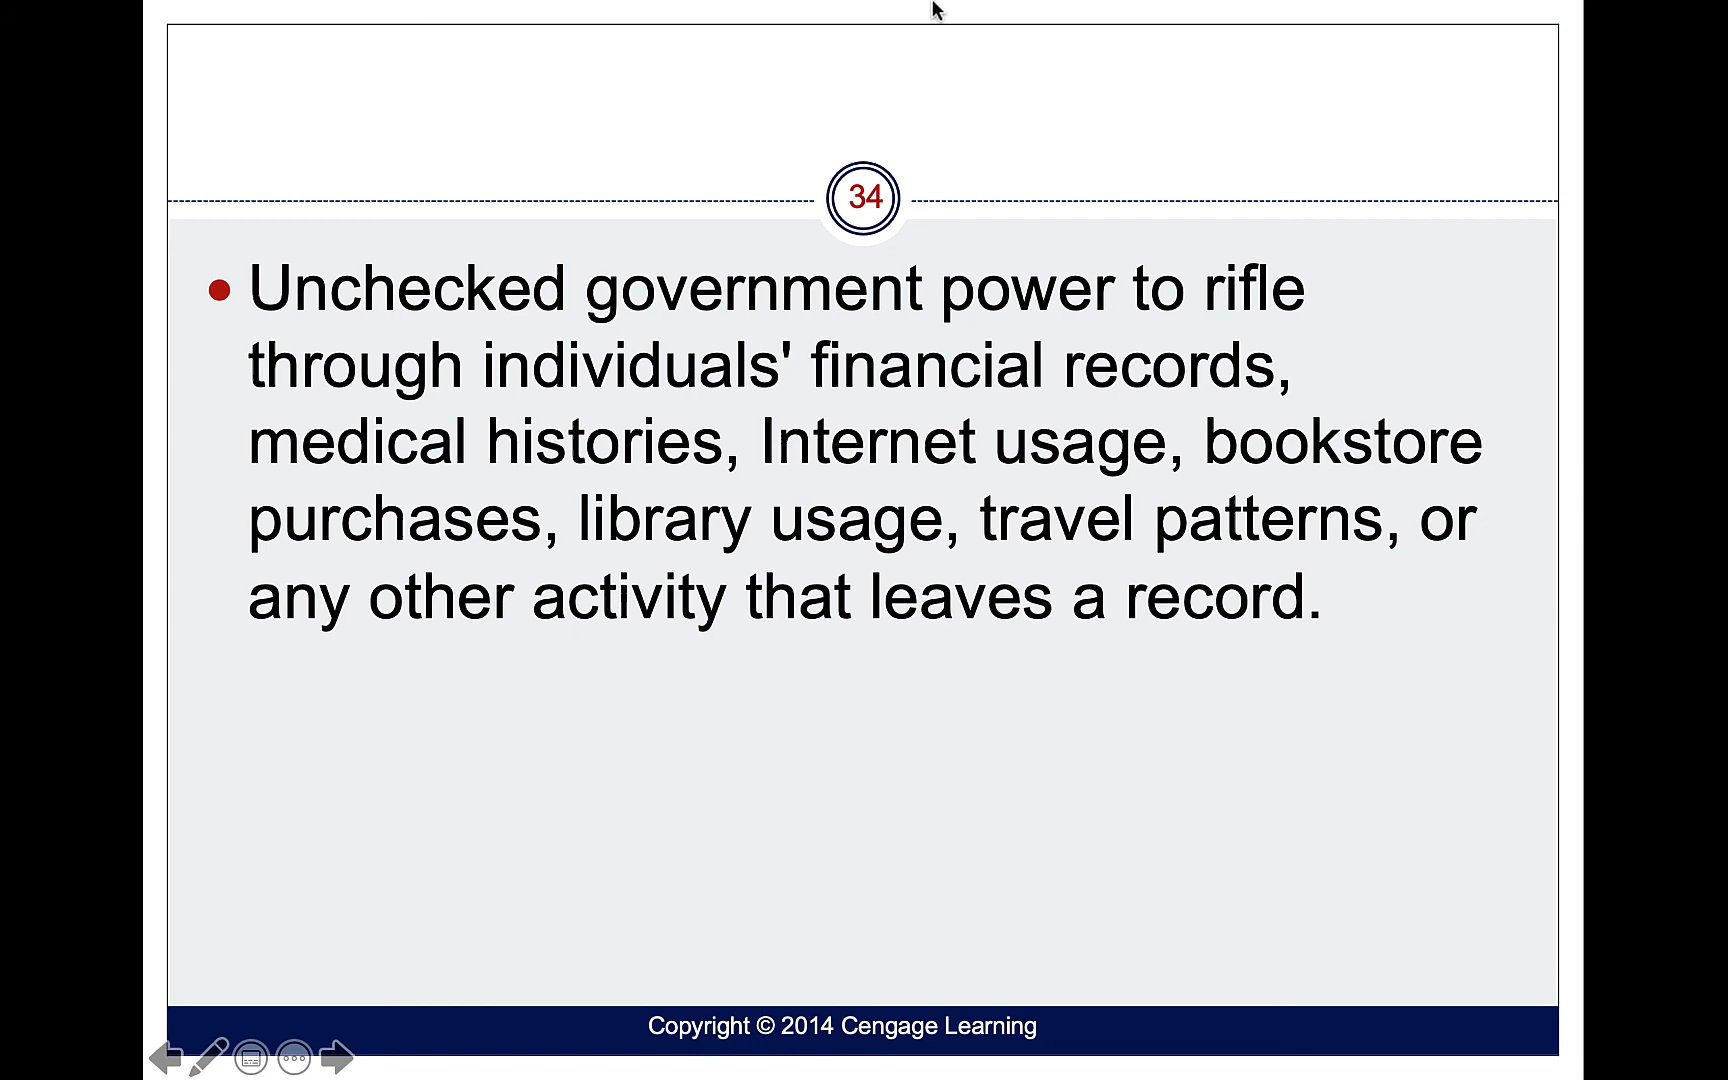 34
• Unchecked government power to rifle
through individuals' financial records,
medical histories, Internet usage, bookstore
purchases, library usage, travel patterns, or
any other activity that leaves a record.
Copyright © 2014 Cengage Learning